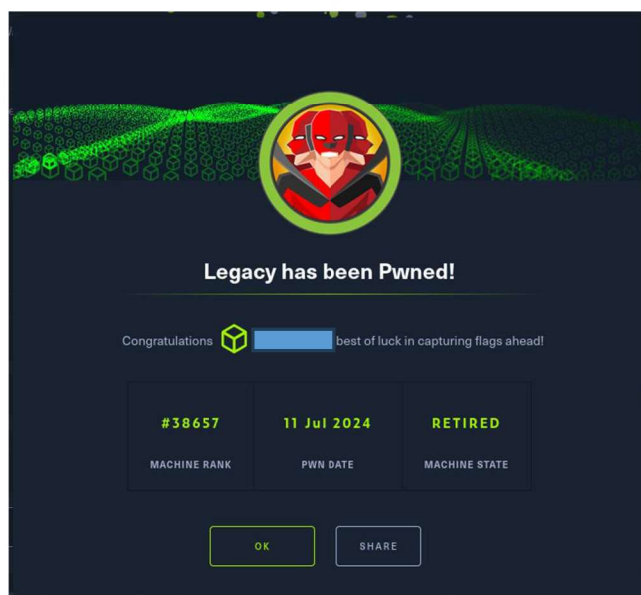 Legacy has been Pwned!
Congratulations best of luck in capturing flags ahead!
#38657 11 Jul 2024 RETIRED
MACHINE RANK PWN DATE MACHINE STATE
OK SHARE